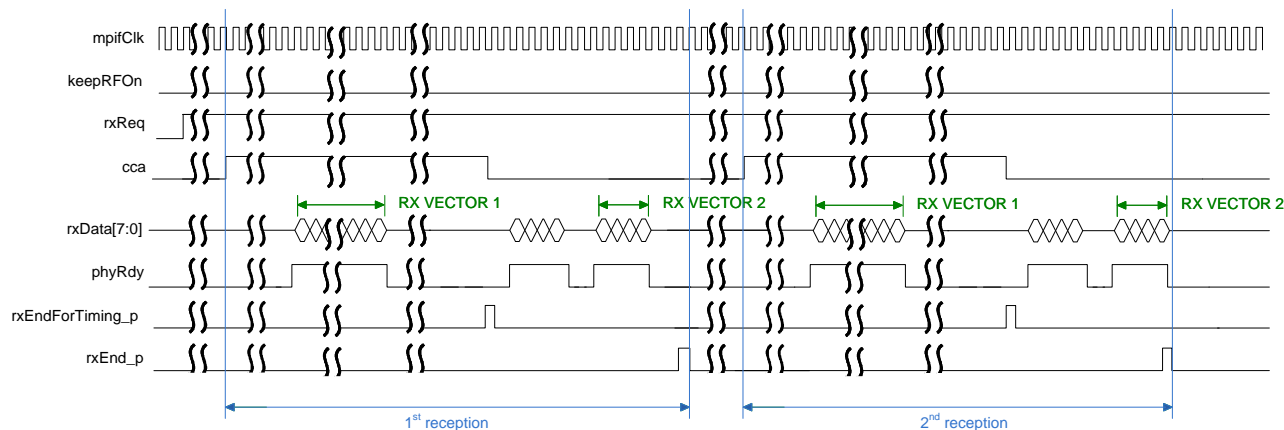 mpifClk
keepRFOn
rxReq
cca
RX VECTOR 1 RX VECTOR 2 RX VECTOR 1 RX VECTOR 2
rxData[7:0]
phyRdy
rxEndForTiming_p
rxEnd_p
1st reception 2nd reception